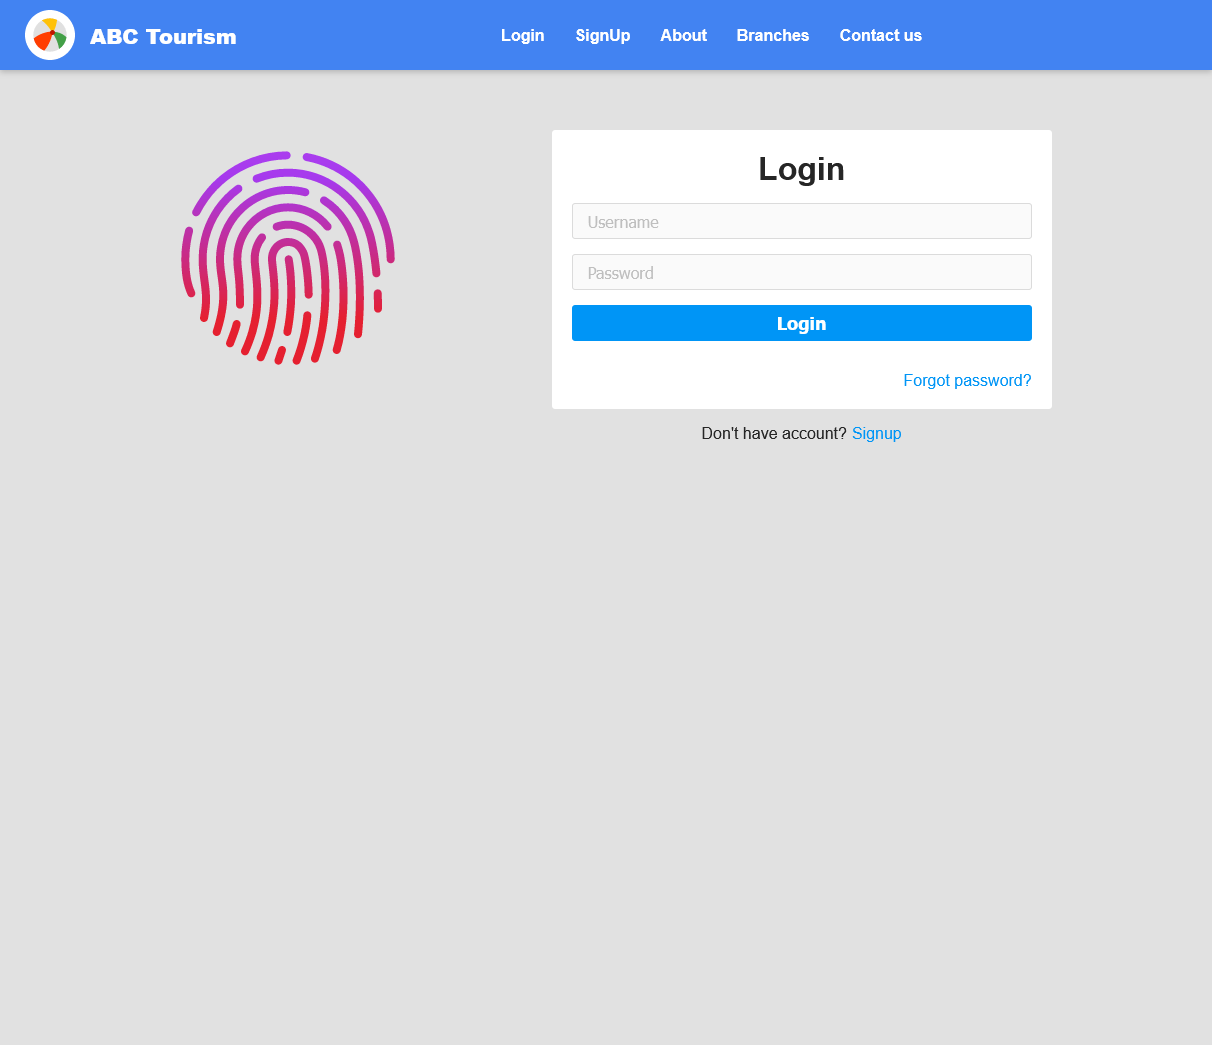 ABC Tourism
Login SignUp About Branches Contact us
Login
Username
Password
Login
Forgot password?
Don't have account? Signup